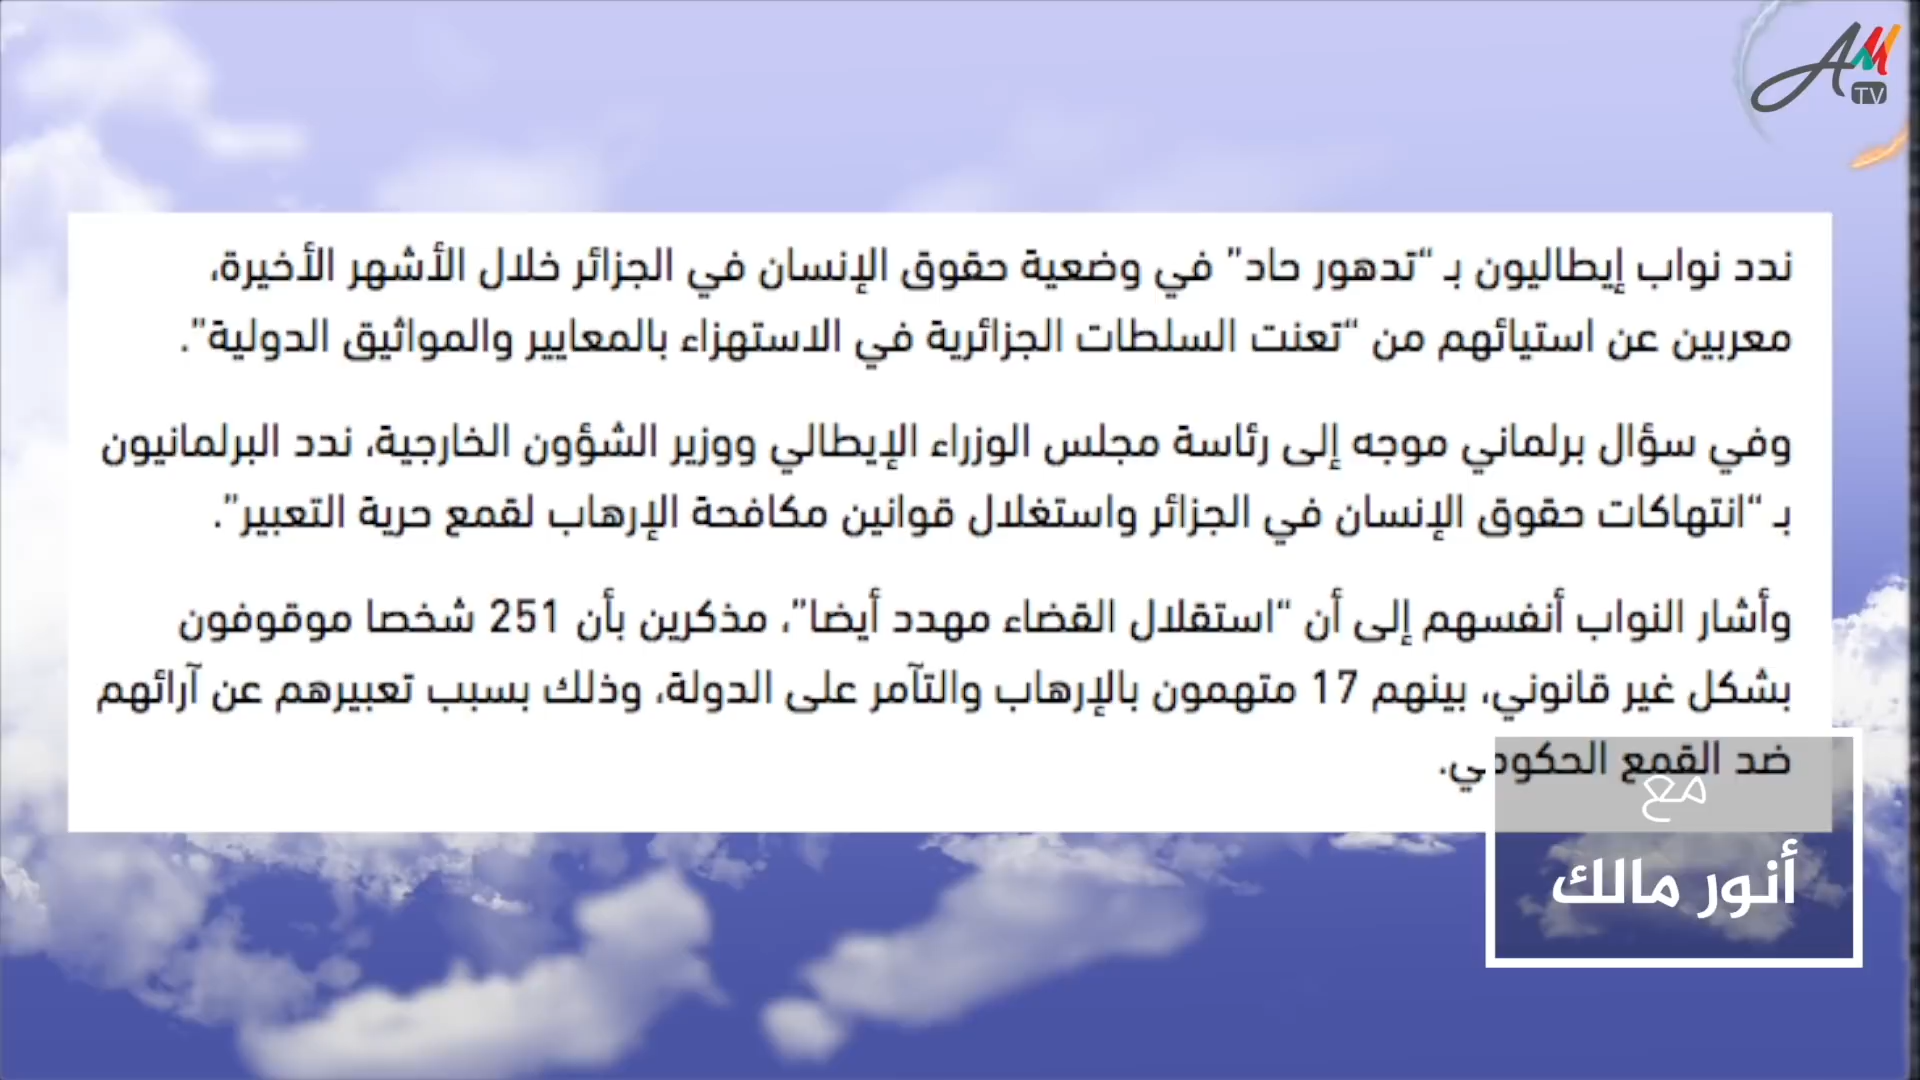 AM
TV
ندد نواب إيطاليون بـ “تدهور حاد” في وضعية حقوق الإنسان في الجزائر خلال الأشهر الأخيرة،
معربين عن استيائهم من “تعنت السلطات الجزائرية في الاستهزاء بالمعايير والمواثيق الدولية”.
وفي سؤال برلماني موجه إلى رئاسة مجلس الوزراء الإيطالي ووزير الشؤون الخارجية، ندد البرلمانيون
بـ “انتهاكات حقوق الإنسان في الجزائر واستغلال قوانين مكافحة الإرهاب لقمع حرية التعبير”.
وأشار النواب أنفسهم إلى أن “استقلال القضاء مهدد أيضا”، مذكرين بأن 251 شخصا موقوفون
بشكل غير قانوني، بينهم 17 متهمون بالإرهاب والتآمر على الدولة، وذلك بسبب تعبيرهم عن آرائهم
ضد القمع الحكومي.
مع
أنور مالك